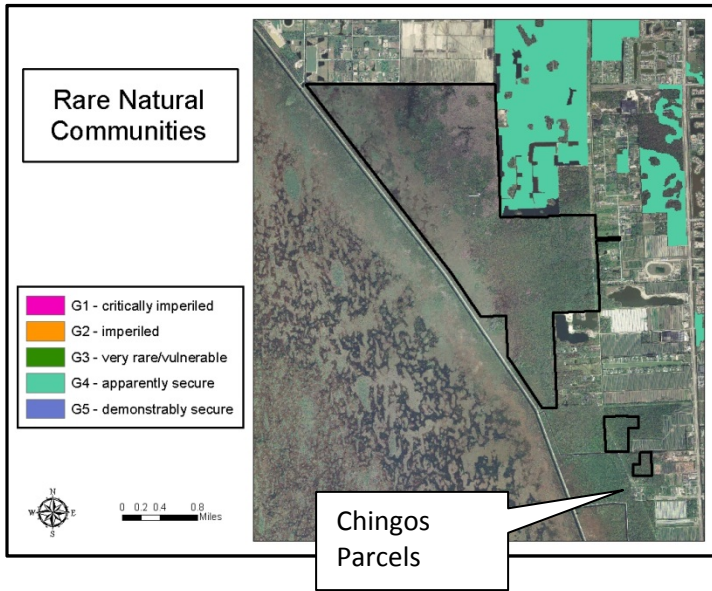 Rare Natural
Communities
G1 - critically imperiled
G2 - imperiled
G3 - very rare/vulnerable
G4 - apparently secure
G5 - demonstrably secure
N
W E
S
0 0.2 0.4 0.8
Miles
Chingos
Parcels